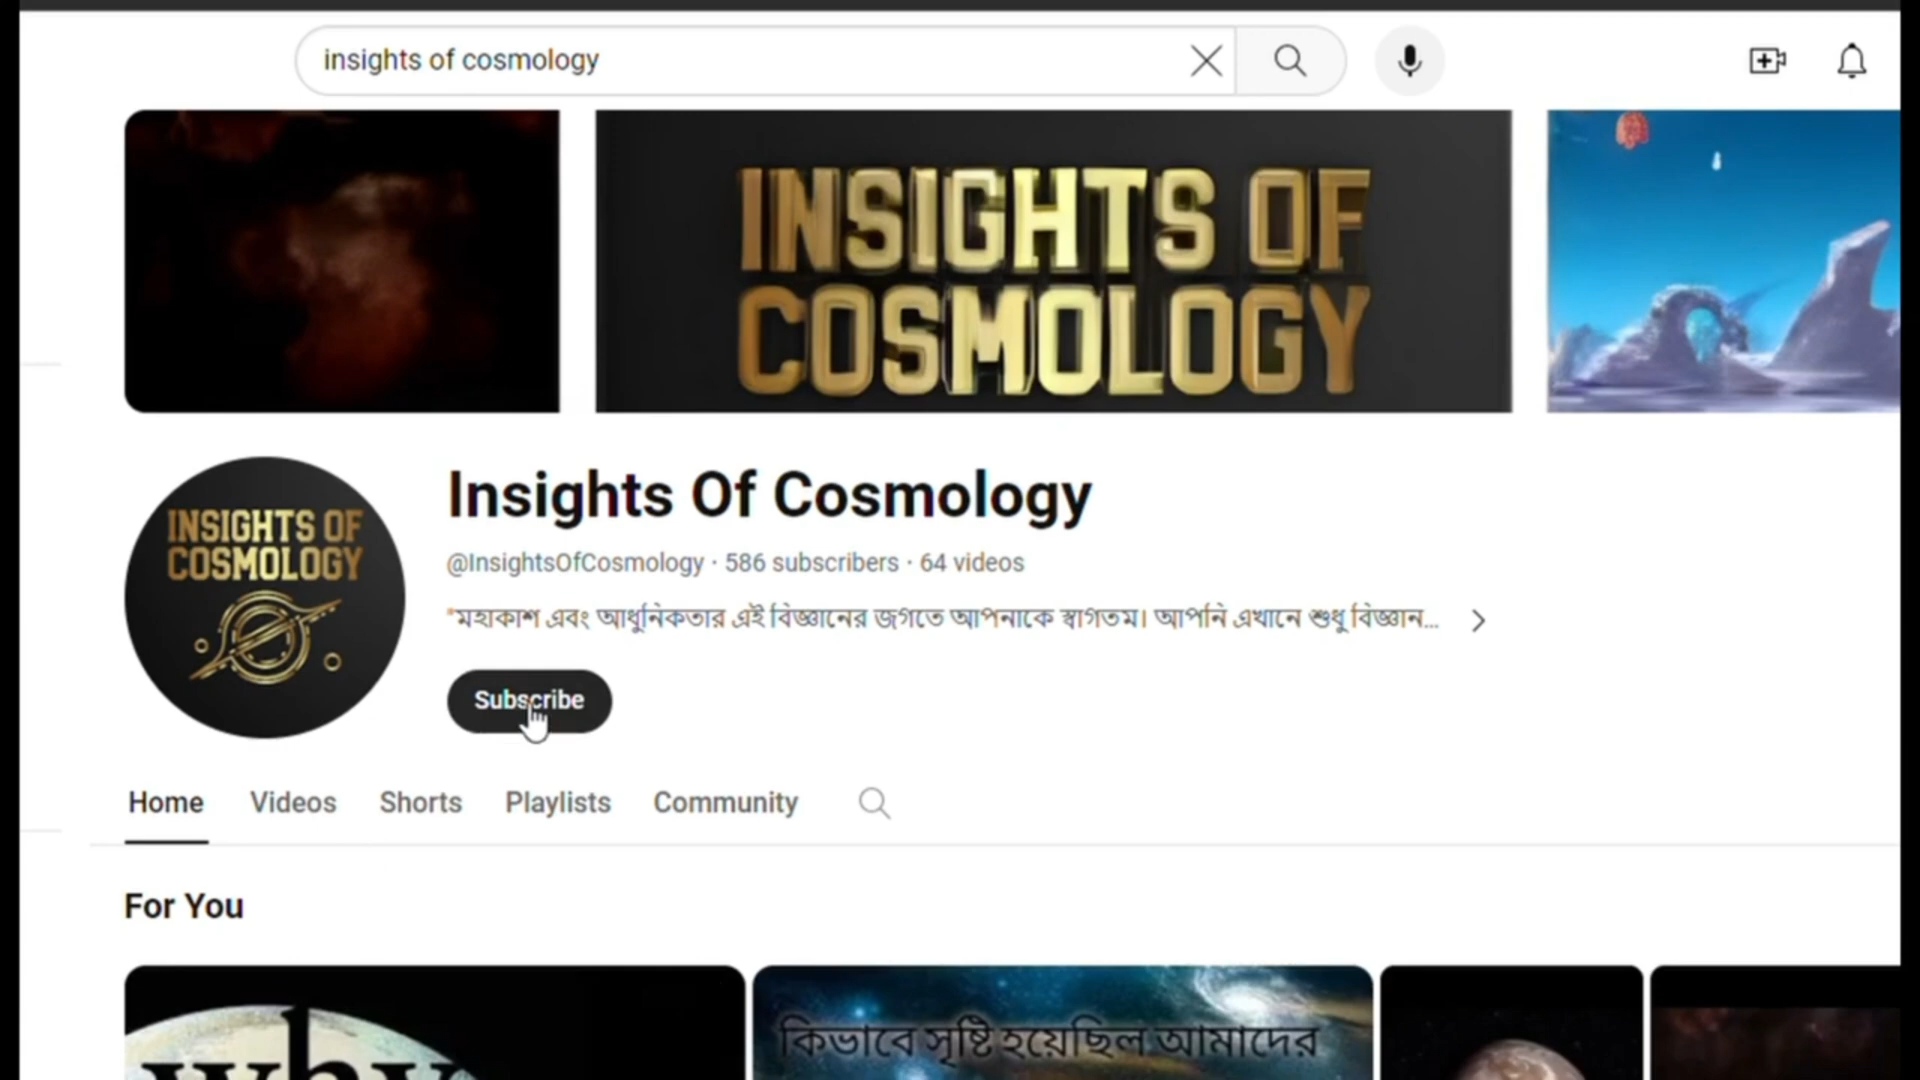 insights of cosmology
INSIGHTS OF
COSMOLOGY
INSIGHTS OF
COSMOLOGY
Insights Of Cosmology
@InsightsOfCosmology · 586 subscribers · 64 videos
"মহাকাশ এবং আধুনিকতার এই বিজ্ঞানের জগতে আপনাকে স্বাগতম। আপনি এখানে শুধু বিজ্ঞান...
Subscribe
Home Videos Shorts Playlists Community
For You
why
কিভাবে সৃষ্টি হয়েছিল আমাদের